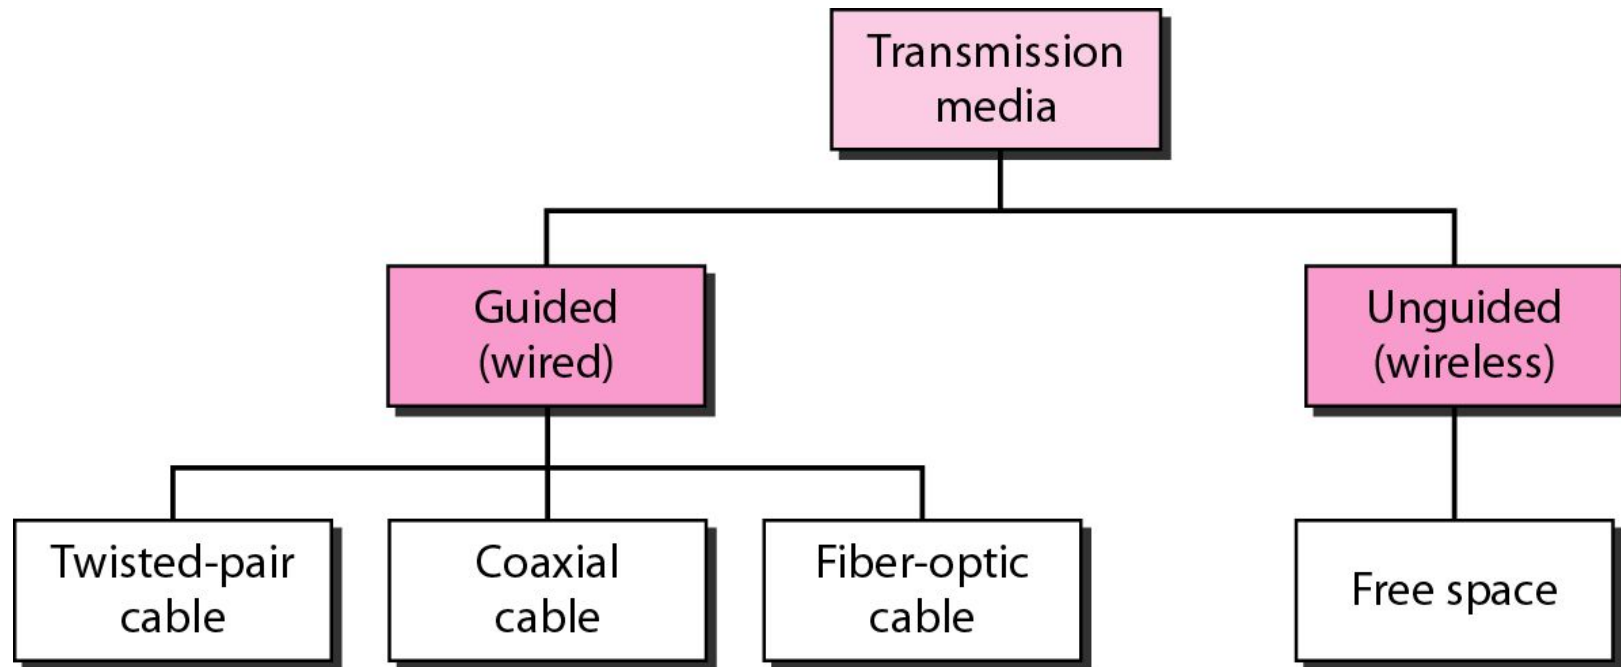 Transmission
media
Guided
(wired)
Unguided
(wireless)
Twisted-pair
cable
Coaxial
cable
Fiber-optic
cable
Free space